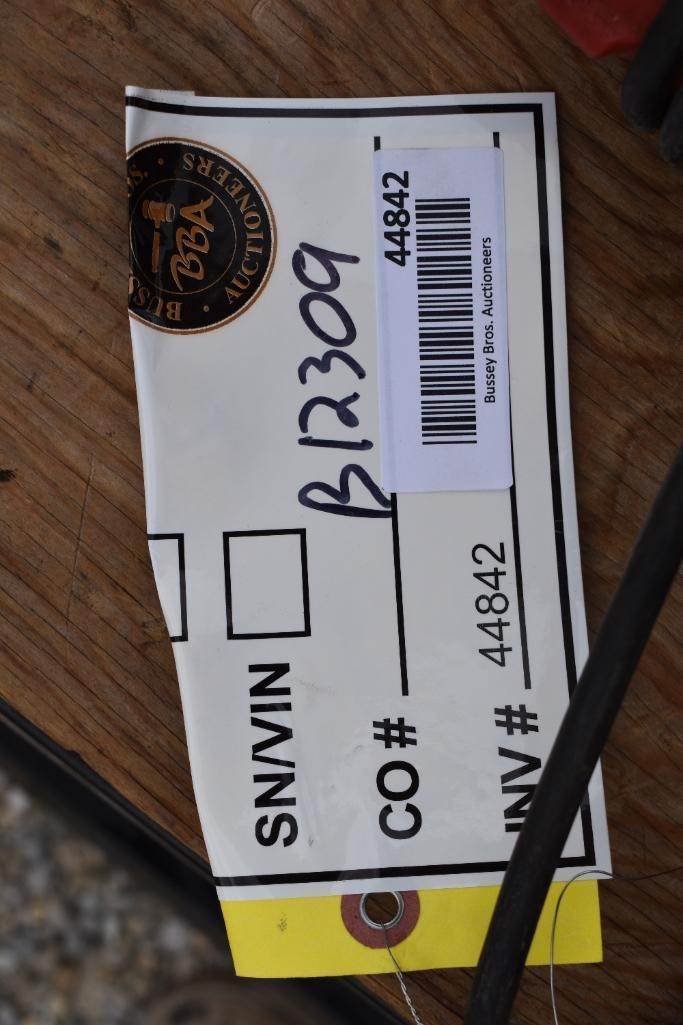 BUSSEY BROS. • AUCTIONEERS •
BBA
B12309
44842
Bussey Bros. Auctioneers
SN/VIN
CO #
INV # 44842